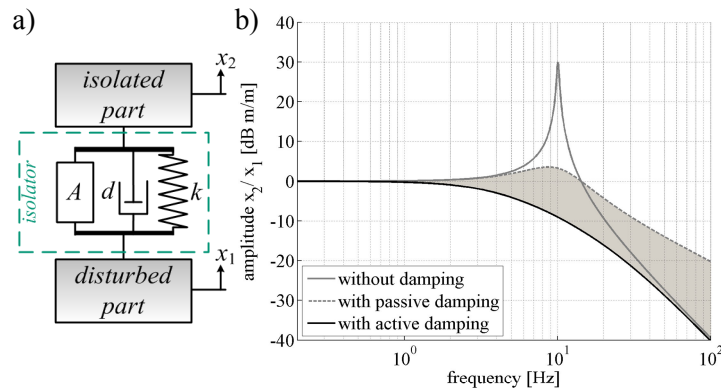 a)
x2
isolated
part
isolator
A
d
k
x1
disturbed
part
b)
amplitude x2/ x1 [dB m/m]
40
30
20
10
0
-10
-20
-30
-40
without damping
with passive damping
with active damping
10^0
10^1
10^2
frequency [Hz]